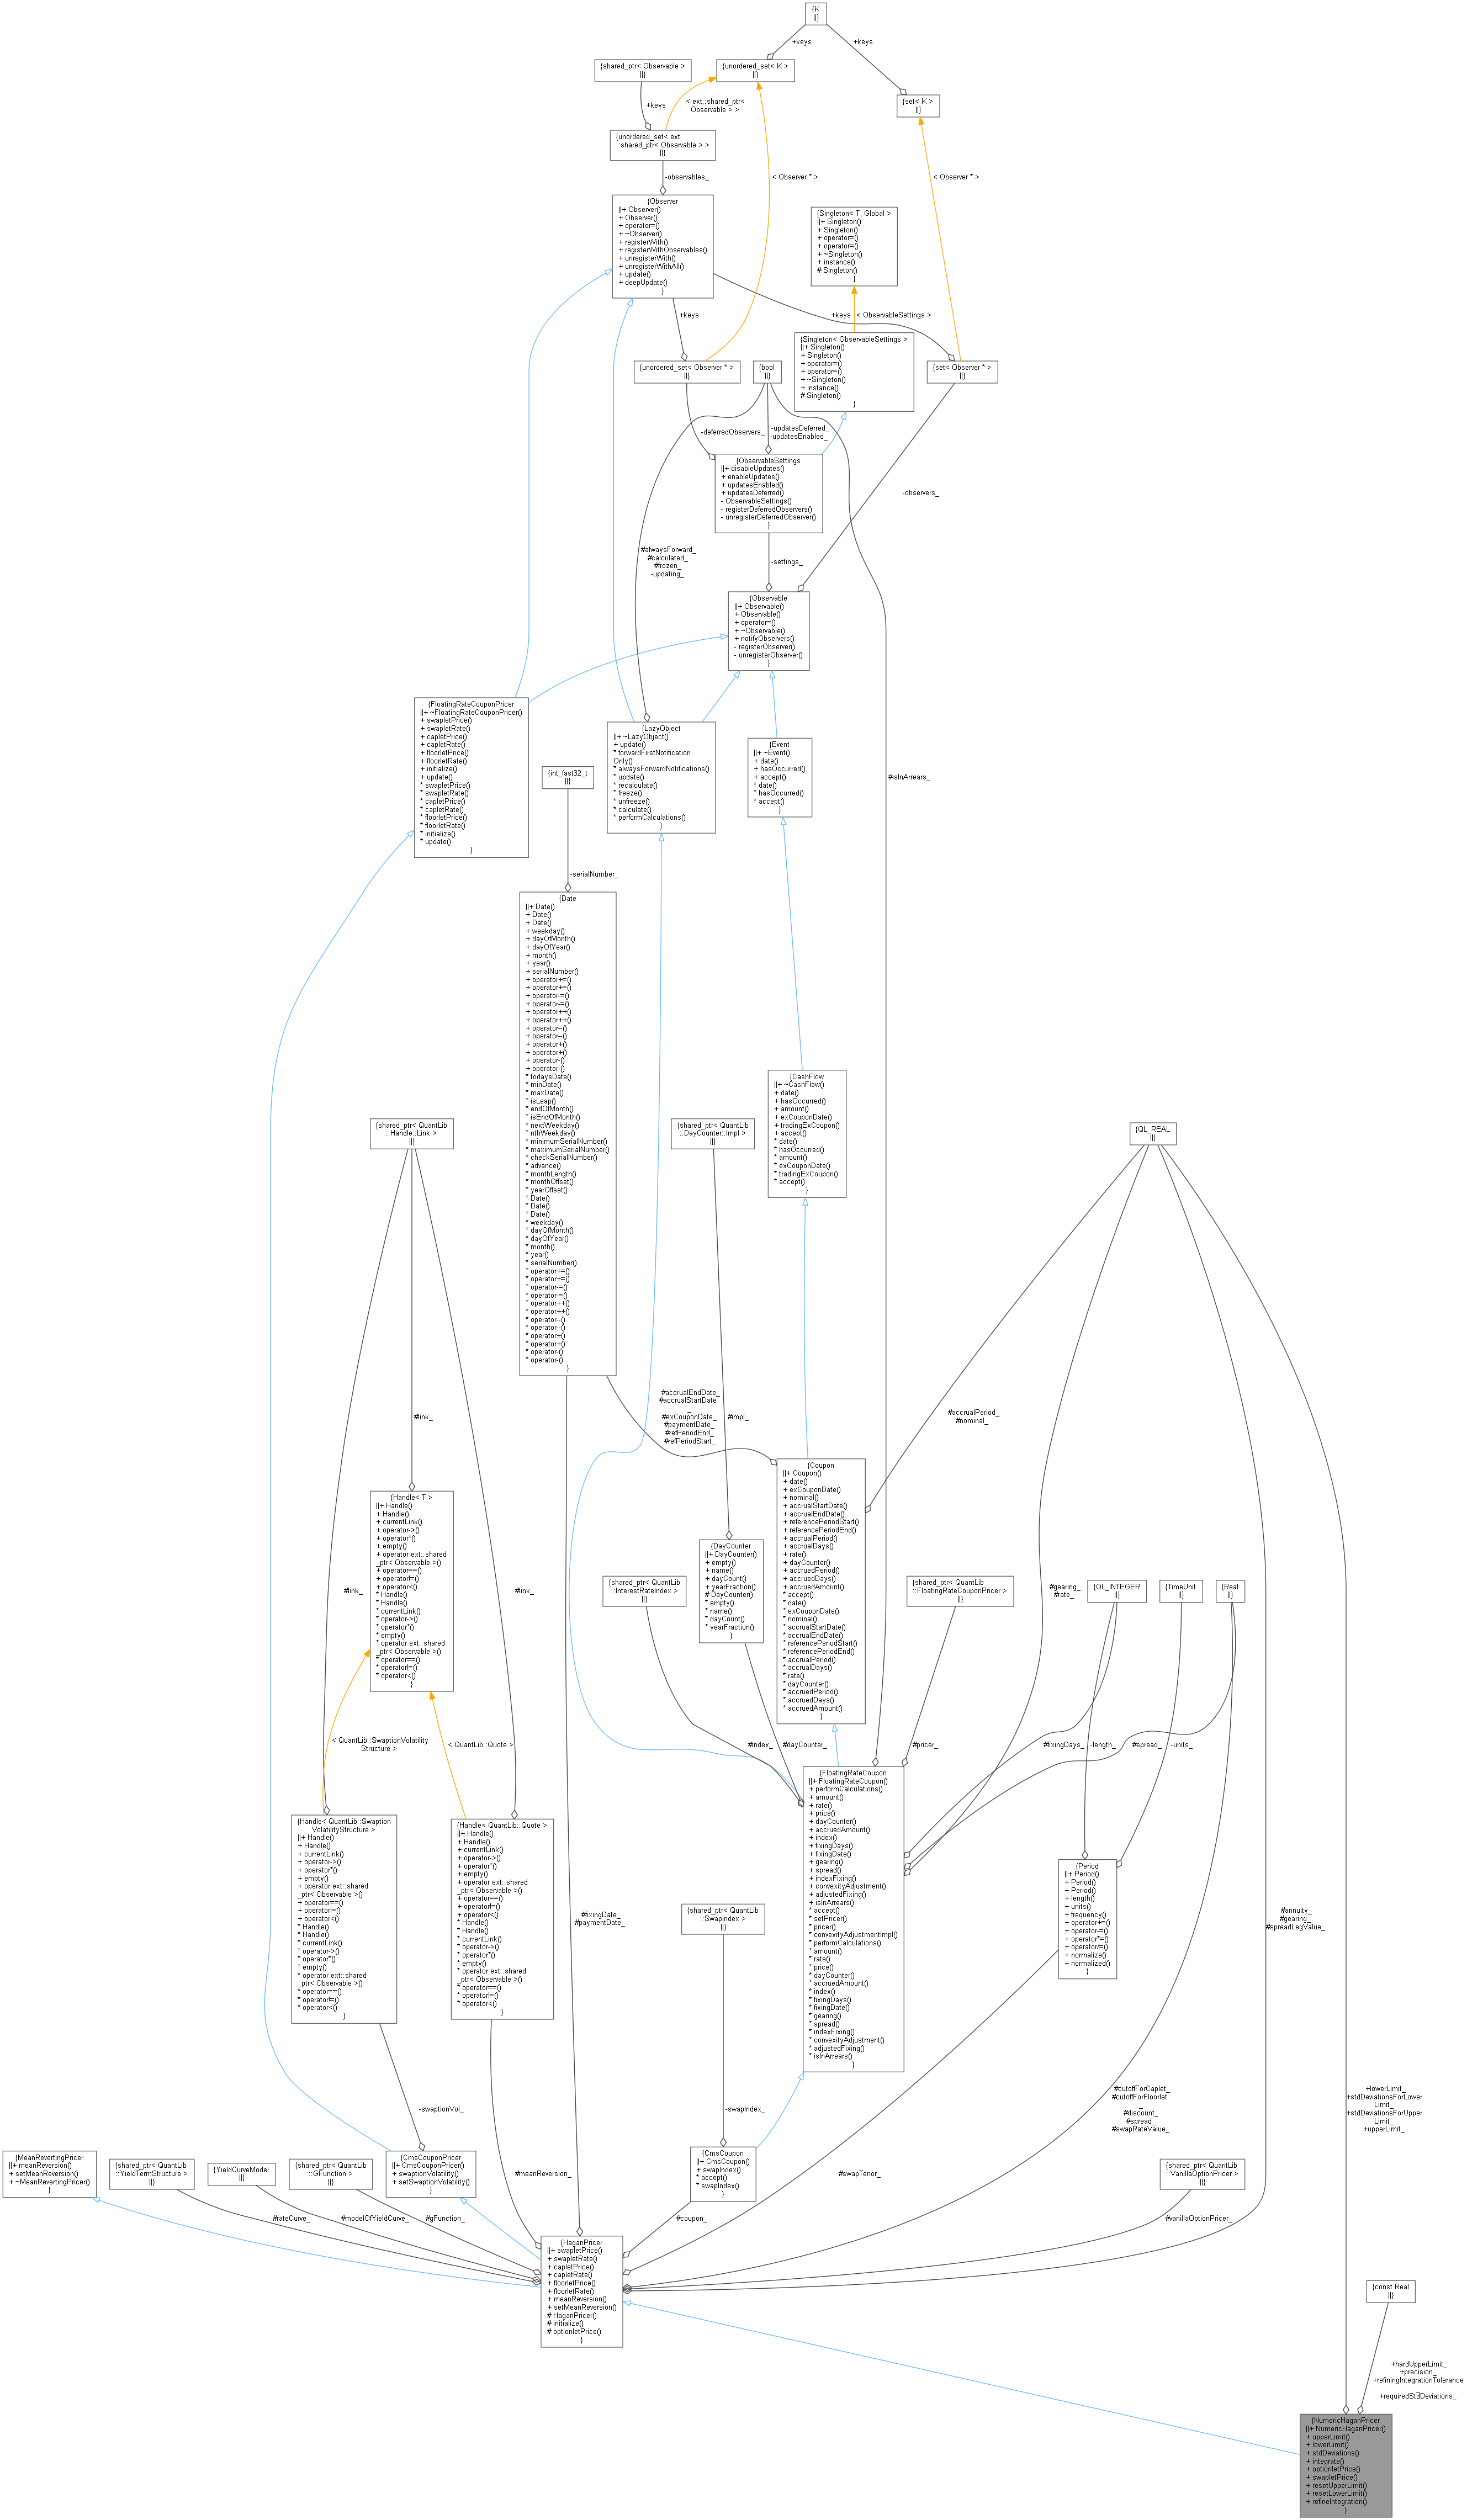 {K
||}
+keys
+keys
{shared_ptr< Observable >
||}
{unordered_set< K >
||}
{set< K >
||}
+keys
< ext::shared_ptr<
Observable > >
{unordered_set< ext
::shared_ptr< Observable > >
||}
-observables_
< Observer * >
< Observer * >
{Observer
||+ Observer()
+ Observer()
+ operator=()
+ ~Observer()
+ registerWith()
+ registerWithObservables()
+ unregisterWith()
+ unregisterWithAll()
+ update()
+ deepUpdate()
}
{Singleton< T, Global >
||+ Singleton()
+ Singleton()
+ operator=()
+ operator=()
+ ~Singleton()
+ instance()
# Singleton()
}
+keys
+keys
< ObservableSettings >
{unordered_set< Observer * >
||}
{bool
||}
{Singleton< ObservableSettings >
||+ Singleton()
+ Singleton()
+ operator=()
+ operator=()
+ ~Singleton()
+ instance()
# Singleton()
}
{set< Observer * >
||}
-deferredObservers_
-updatesDeferred_
-updatesEnabled_
{ObservableSettings
||+ disableUpdates()
+ enableUpdates()
+ updatesEnabled()
+ updatesDeferred()
- ObservableSettings()
- registerDeferredObservers()
- unregisterDeferredObserver()
}
-observers_
#alwaysForward_
#calculated_
#frozen_
-updating_
-settings_
{Observable
||+ Observable()
+ Observable()
+ operator=()
+ ~Observable()
+ notifyObservers()
- registerObserver()
- unregisterObserver()
}
{FloatingRateCouponPricer
||+ ~FloatingRateCouponPricer()
+ swapletPrice()
+ swapletRate()
+ capletPrice()
+ capletRate()
+ floorletPrice()
+ floorletRate()
+ initialize()
+ update()
* swapletPrice()
* swapletRate()
* capletPrice()
* capletRate()
* floorletPrice()
* floorletRate()
* initialize()
* update()
}
{LazyObject
||+ ~LazyObject()
+ update()
* forwardFirstNotification
Only()
* alwaysForwardNotifications()
* update()
* recalculate()
* freeze()
* unfreeze()
* calculate()
* performCalculations()
}
{Event
||+ ~Event()
+ date()
+ hasOccurred()
+ accept()
* date()
* hasOccurred()
* accept()
}
#isInArrears_
{int_fast32_t
||}
-serialNumber_
{Date
||+ Date()
+ Date()
+ Date()
+ weekday()
+ dayOfMonth()
+ dayOfYear()
+ month()
+ year()
+ serialNumber()
+ operator+=()
+ operator+=()
+ operator-=()
+ operator-=()
+ operator++()
+ operator++()
+ operator--()
+ operator--()
+ operator+()
+ operator+()
+ operator-()
+ operator-()
* todaysDate()
* minDate()
* maxDate()
* isLeap()
* endOfMonth()
* isEndOfMonth()
* nextWeekday()
* nthWeekday()
* minimumSerialNumber()
* maximumSerialNumber()
* checkSerialNumber()
* advance()
* monthLength()
* monthOffset()
* yearOffset()
* Date()
* Date()
* Date()
* weekday()
* dayOfMonth()
* dayOfYear()
* month()
* year()
* serialNumber()
* operator+=()
* operator+=()
* operator-=()
* operator-=()
* operator++()
* operator++()
* operator--()
* operator--()
* operator+()
* operator+()
* operator-()
* operator-()
}
{CashFlow
||+ ~CashFlow()
+ date()
+ hasOccurred()
+ amount()
+ exCouponDate()
+ tradingExCoupon()
+ accept()
* date()
* hasOccurred()
* amount()
* exCouponDate()
* tradingExCoupon()
* accept()
}
{shared_ptr< QuantLib
::Handle::Link >
||}
{shared_ptr< QuantLib
::DayCounter::Impl >
||}
{QL_REAL
||}
#link_
#accrualEndDate_
#accrualStartDate
_
#exCouponDate_
#paymentDate_
#refPeriodEnd_
#refPeriodStart_
#impl_
#accrualPeriod_
#nominal_
{Handle< T >
||+ Handle()
+ Handle()
+ currentLink()
+ operator->()
+ operator*()
+ empty()
+ operator ext::shared
_ptr< Observable >()
+ operator==()
+ operator!=()
+ operator<()
* Handle()
* Handle()
* currentLink()
* operator->()
* operator*()
* empty()
* operator ext::shared
_ptr< Observable >()
* operator==()
* operator!=()
* operator<()
}
{Coupon
||+ Coupon()
+ date()
+ exCouponDate()
+ nominal()
+ accrualStartDate()
+ accrualEndDate()
+ referencePeriodStart()
+ referencePeriodEnd()
+ accrualPeriod()
+ accrualDays()
+ rate()
+ dayCounter()
+ accruedPeriod()
+ accruedDays()
+ accruedAmount()
* accept()
* date()
* exCouponDate()
* nominal()
* accrualStartDate()
* accrualEndDate()
* referencePeriodStart()
* referencePeriodEnd()
* accrualPeriod()
* accrualDays()
* rate()
* dayCounter()
* accruedPeriod()
* accruedDays()
* accruedAmount()
}
{DayCounter
||+ DayCounter()
+ empty()
+ name()
+ dayCount()
+ yearFraction()
# DayCounter()
* empty()
* name()
* dayCount()
* yearFraction()
}
{shared_ptr< QuantLib
::InterestRateIndex >
||}
{shared_ptr< QuantLib
::FloatingRateCouponPricer >
||}
{QL_INTEGER
||}
{TimeUnit
||}
{Real
||}
#link_
#link_
#gearing_
#rate_
< QuantLib::SwaptionVolatility
Structure >
< QuantLib::Quote >
#index_
#dayCounter_
#pricer_
#fixingDays_
-length_
#spread_
-units_
{Handle< QuantLib::Swaption
VolatilityStructure >
||+ Handle()
+ Handle()
+ currentLink()
+ operator->()
+ operator*()
+ empty()
+ operator ext::shared
_ptr< Observable >()
+ operator==()
+ operator!=()
+ operator<()
* Handle()
* Handle()
* currentLink()
* operator->()
* operator*()
* empty()
* operator ext::shared
_ptr< Observable >()
* operator==()
* operator!=()
* operator<()
}
{Handle< QuantLib::Quote >
||+ Handle()
+ Handle()
+ currentLink()
+ operator->()
+ operator*()
+ empty()
+ operator ext::shared
_ptr< Observable >()
+ operator==()
+ operator!=()
+ operator<()
* Handle()
* Handle()
* currentLink()
* operator->()
* operator*()
* empty()
* operator ext::shared
_ptr< Observable >()
* operator==()
* operator!=()
* operator<()
}
{FloatingRateCoupon
||+ FloatingRateCoupon()
+ performCalculations()
+ amount()
+ rate()
+ price()
+ dayCounter()
+ accruedAmount()
+ index()
+ fixingDays()
+ fixingDate()
+ gearing()
+ spread()
+ indexFixing()
+ convexityAdjustment()
+ adjustedFixing()
+ isInArrears()
* accept()
* setPricer()
* pricer()
* convexityAdjustmentImpl()
* performCalculations()
* amount()
* rate()
* price()
* dayCounter()
* accruedAmount()
* index()
* fixingDays()
* fixingDate()
* gearing()
* spread()
* indexFixing()
* convexityAdjustment()
* adjustedFixing()
* isInArrears()
}
{Period
||+ Period()
+ Period()
+ Period()
+ length()
+ units()
+ frequency()
+ operator+=()
+ operator-=()
+ operator*=()
+ operator/=()
+ normalize()
+ normalized()
}
{shared_ptr< QuantLib
::SwapIndex >
||}
#fixingDate_
#paymentDate_
#annuity_
#gearing_
#spreadLegValue_
-swaptionVol_
-swapIndex_
#cutoffForCaplet_
#cutoffForFloorlet
_
#discount_
#spread_
#swapRateValue_
+lowerLimit_
+stdDeviationsForLower
Limit_
+stdDeviationsForUpper
Limit_
+upperLimit_
{MeanRevertingPricer
||+ meanReversion()
+ setMeanReversion()
+ ~MeanRevertingPricer()
}
{shared_ptr< QuantLib
::YieldTermStructure >
||}
{YieldCurveModel
||}
{shared_ptr< QuantLib
::GFunction >
||}
{CmsCouponPricer
||+ CmsCouponPricer()
+ swaptionVolatility()
+ setSwaptionVolatility()
}
{CmsCoupon
||+ CmsCoupon()
+ swapIndex()
* accept()
* swapIndex()
}
{shared_ptr< QuantLib
::VanillaOptionPricer >
||}
#meanReversion_
#swapTenor_
#rateCurve_
#modelOfYieldCurve_
#gFunction_
#coupon_
#vanillaOptionPricer_
{HaganPricer
||+ swapletPrice()
+ swapletRate()
+ capletPrice()
+ capletRate()
+ floorletPrice()
+ floorletRate()
+ meanReversion()
+ setMeanReversion()
# HaganPricer()
# initialize()
# optionletPrice()
}
{const Real
||}
+hardUpperLimit_
+precision_
+refiningIntegrationTolerance
_
+requiredStdDeviations_
{NumericHaganPricer
||+ NumericHaganPricer()
+ upperLimit()
+ lowerLimit()
+ stdDeviations()
+ integrate()
+ optionletPrice()
+ swapletPrice()
+ resetUpperLimit()
+ resetLowerLimit()
+ refineIntegration()
}